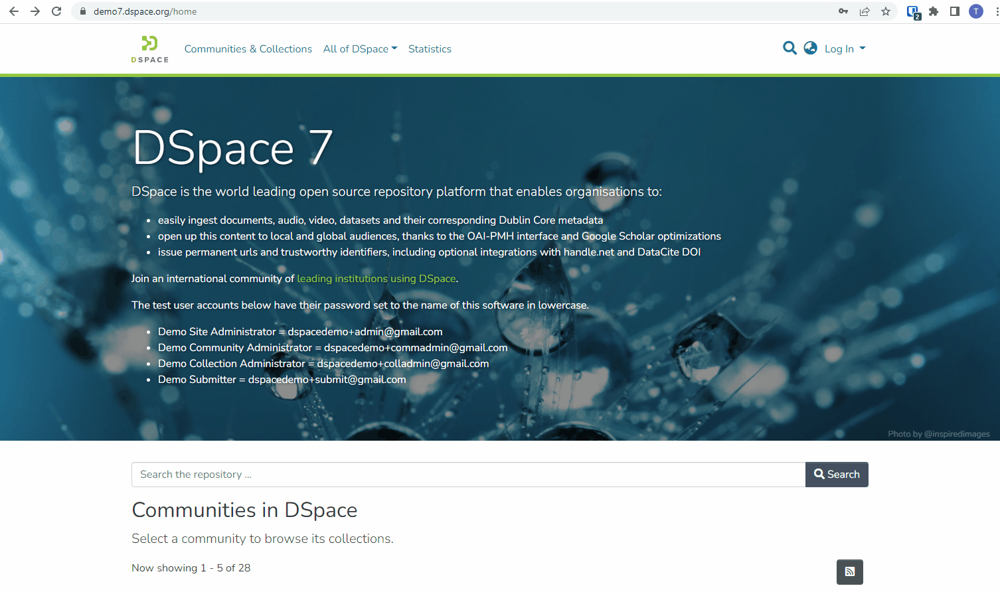 demo7.dspace.org/home
2
T
DSPACE
Communities & Collections All of DSpace Statistics
Log In
DSpace 7
DSpace is the world leading open source repository platform that enables organisations to:
• easily ingest documents, audio, video, datasets and their corresponding Dublin Core metadata
• open up this content to local and global audiences, thanks to the OAI-PMH interface and Google Scholar optimizations
• issue permanent urls and trustworthy identifiers, including optional integrations with handle.net and DataCite DOI
Join an international community of leading institutions using DSpace.
The test user accounts below have their password set to the name of this software in lowercase.
• Demo Site Administrator = dspacedemo+admin@gmail.com
• Demo Community Administrator = dspacedemo+commadmin@gmail.com
• Demo Collection Administrator = dspacedemo+colladmin@gmail.com
• Demo Submitter = dspacedemo+submit@gmail.com
Photo by @inspiredimages
Search the repository ... Search
Communities in DSpace
Select a community to browse its collections.
Now showing 1 - 5 of 28